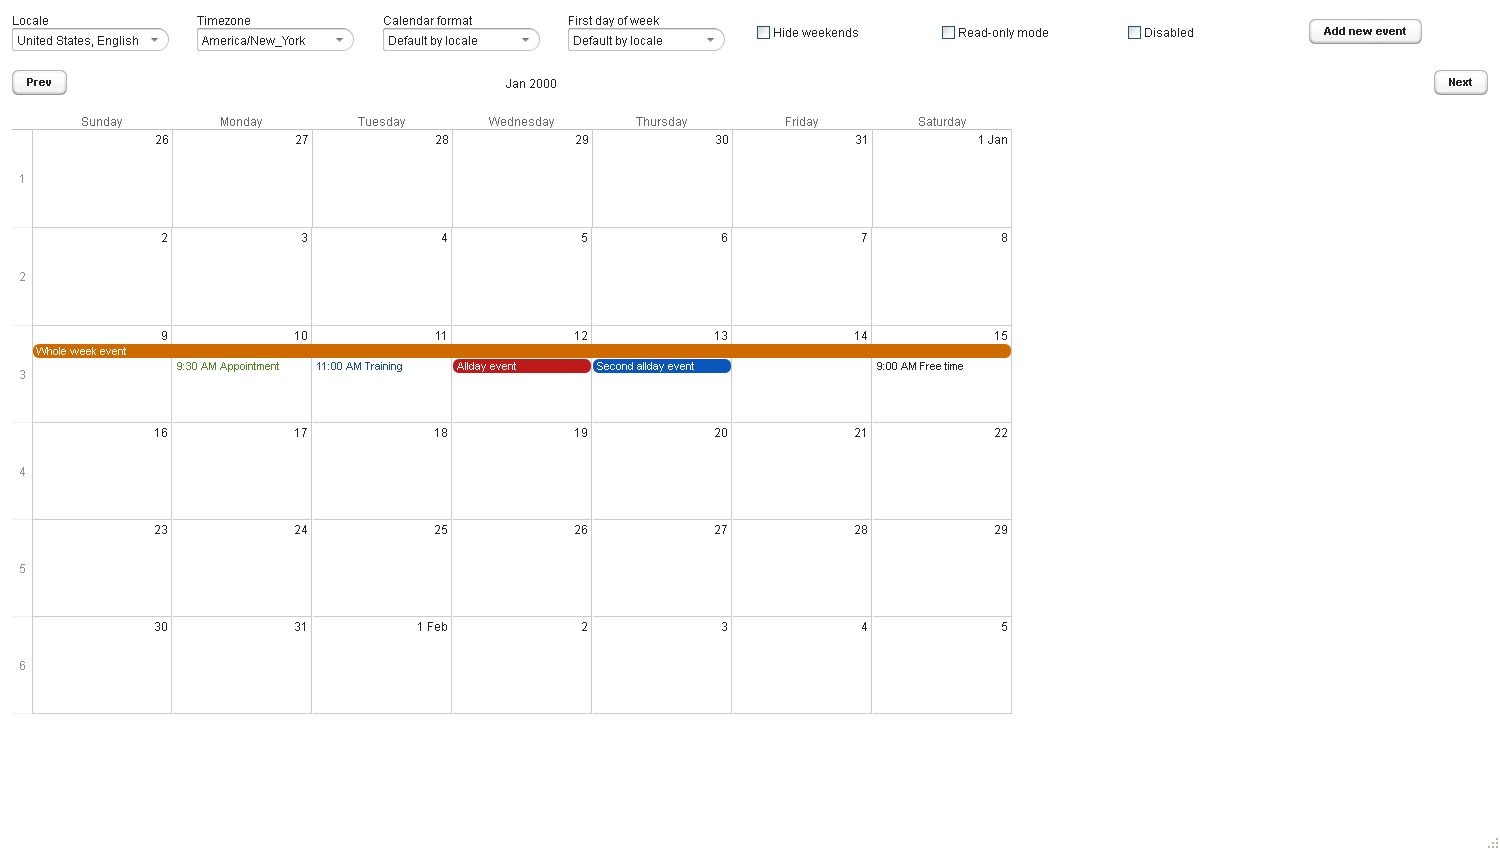 Locale
Timezone
Calendar format
First day of week
United States, English
America/New_York
Default by locale
Default by locale
Hide weekends
Read-only mode
Disabled
Add new event
Prev
Jan 2000
Next
Sunday Monday Tuesday Wednesday Thursday Friday Saturday
26 27 28 29 30 31 1 Jan
1
2 3 4 5 6 7 8
2
9 10 11 12 13 14 15
Whole week event
9:30 AM Appointment
11:00 AM Training
Allday event
Second allday event
9:00 AM Free time
3
16 17 18 19 20 21 22
4
23 24 25 26 27 28 29
5
30 31 1 Feb 2 3 4 5
6